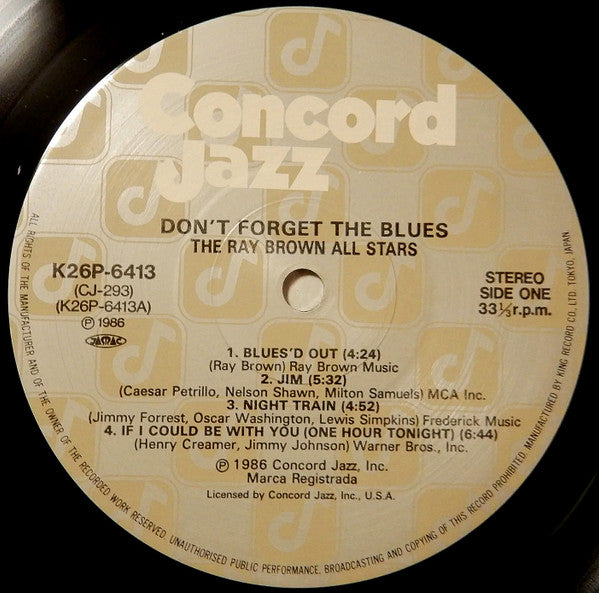 Concord
Jazz
DON'T FORGET THE BLUES
THE RAY BROWN ALL STARS
K26P-6413
(CJ-293)
(K26P-6413A)
Ⓟ 1986
JASRAC
STEREO
SIDE ONE
33⅓ r.p.m.
1. BLUES'D OUT (4:24)
(Ray Brown) Ray Brown Music
2. JIM (5:32)
(Caesar Petrillo, Nelson Shawn, Milton Samuels) MCA Inc.
3. NIGHT TRAIN (4:52)
(Jimmy Forrest, Oscar Washington, Lewis Simpkins) Frederick Music
4. IF I COULD BE WITH YOU (ONE HOUR TONIGHT) (6:44)
(Henry Creamer, Jimmy Johnson) Warner Bros., Inc.
Ⓟ 1986 Concord Jazz, Inc.
Marca Registrada
Licensed by Concord Jazz, Inc., U.S.A.
ALL RIGHTS OF THE MANUFACTURER AND OF THE OWNER OF THE RECORDED WORK RESERVED. UNAUTHORISED PUBLIC PERFORMANCE, BROADCASTING AND COPYING OF THIS RECORD PROHIBITED. MANUFACTURED BY KING RECORD CO., LTD. TOKYO, JAPAN.